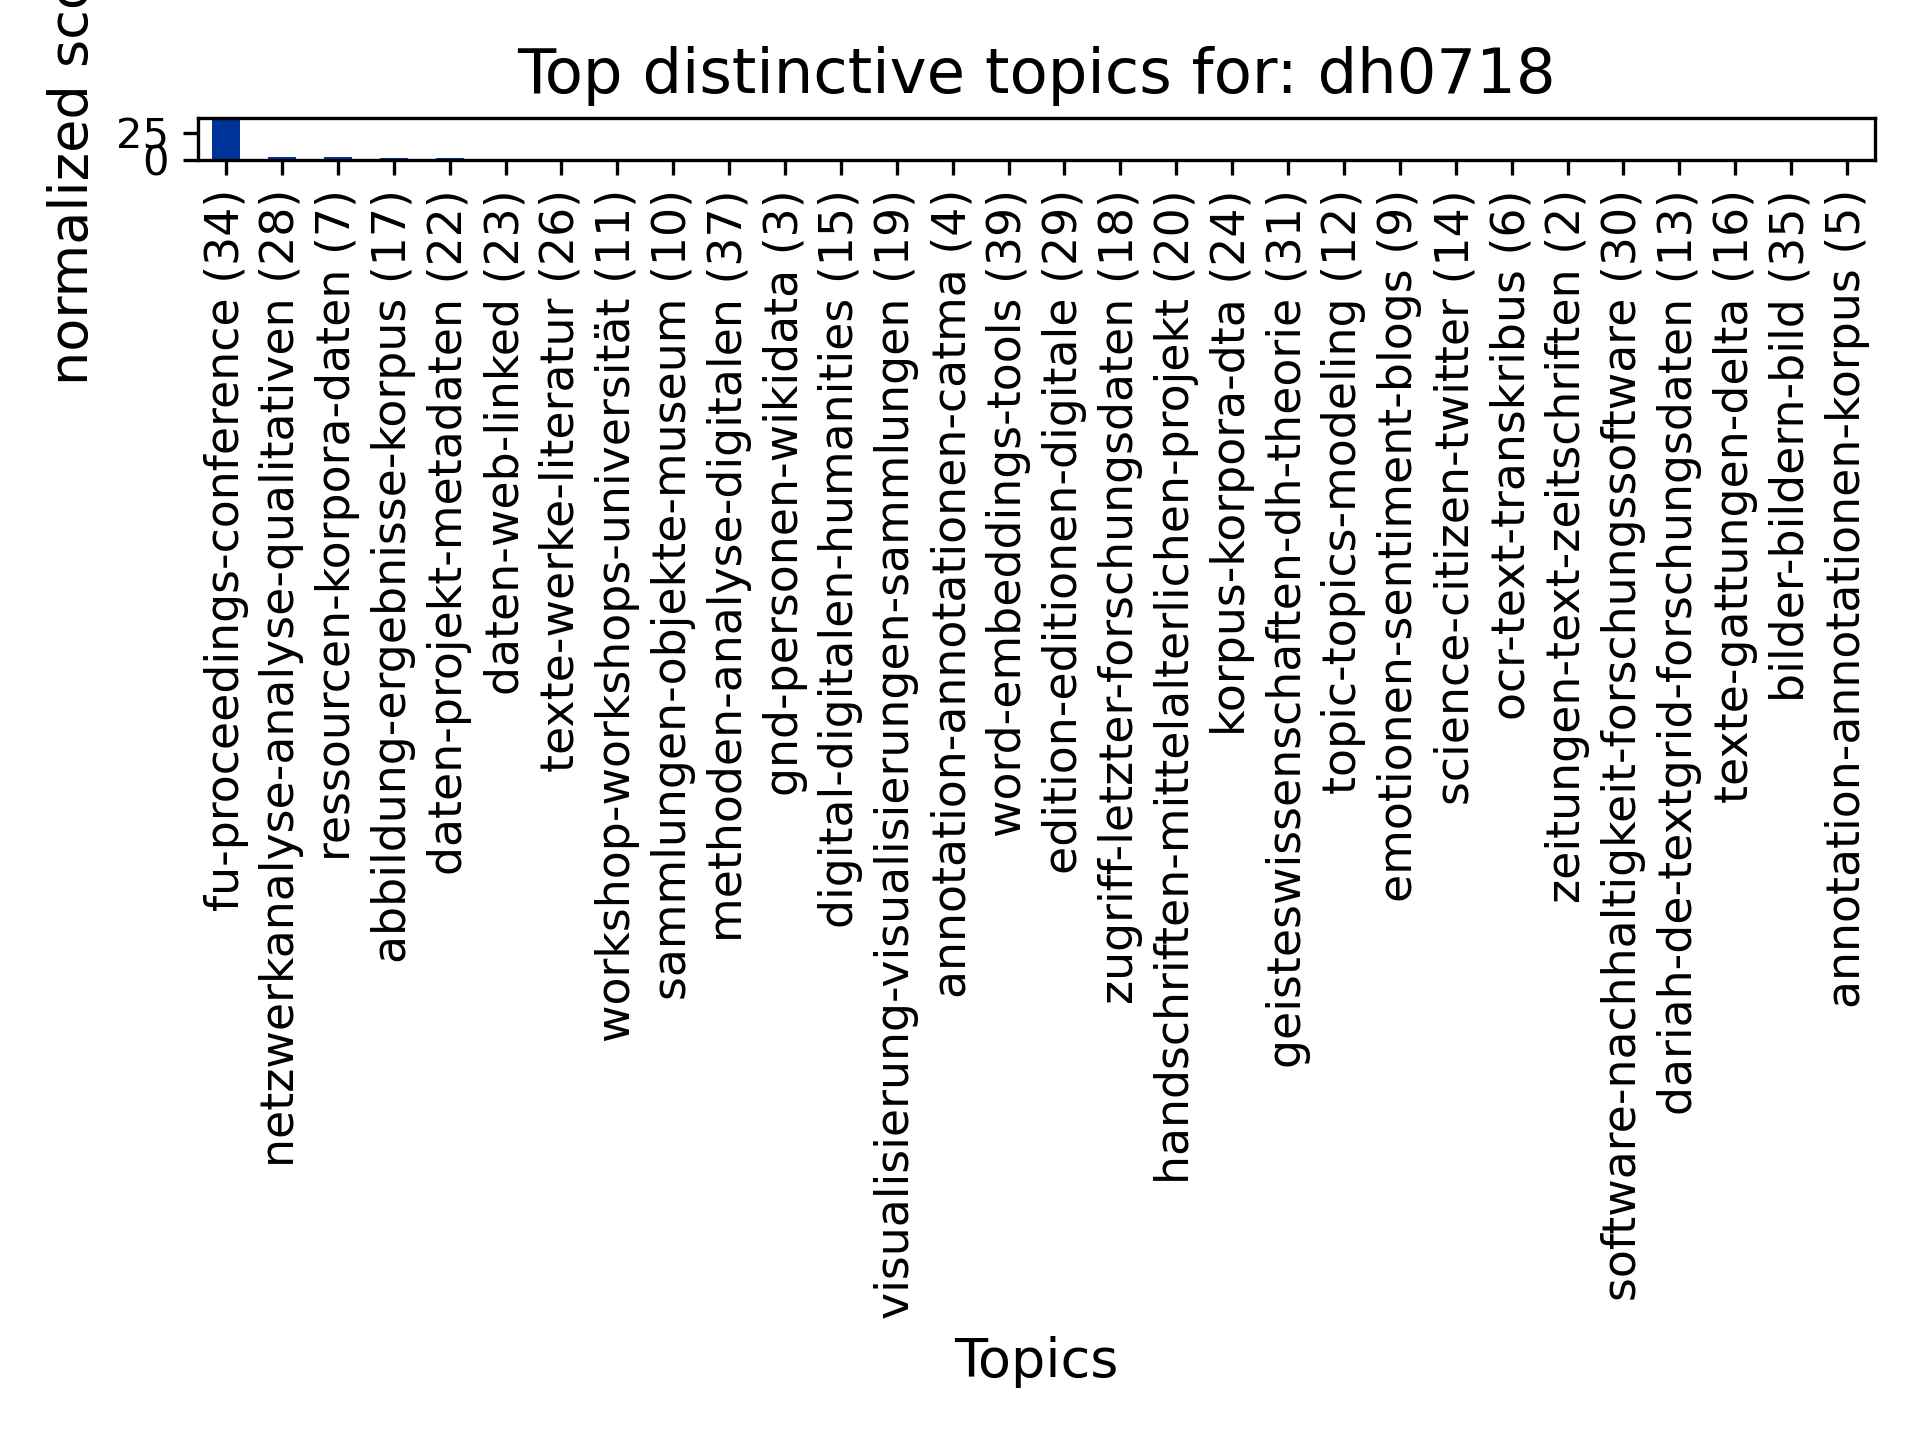 Top distinctive topics for: dh0718
normalized
25
0
fu-proceedings-conference (34)
netzwerkanalyse-analyse-qualitativen (28)
ressourcen-korpora-daten (7)
abbildung-ergebnisse-korpus (17)
daten-projekt-metadaten (22)
daten-web-linked (23)
texte-werke-literatur (26)
workshop-workshops-universität (11)
sammlungen-objekte-museum (10)
methoden-analyse-digitalen (37)
gnd-personen-wikidata (3)
digital-digitalen-humanities (15)
visualisierung-visualisierungen-sammlungen (19)
annotation-annotationen-catma (4)
word-embeddings-tools (39)
edition-editionen-digitale (29)
zugriff-letzter-forschungsdaten (18)
handschriften-mittelalterlichen-projekt (20)
korpus-korpora-dta (24)
geisteswissenschaften-dh-theorie (31)
topic-topics-modeling (12)
emotionen-sentiment-blogs (9)
science-citizen-twitter (14)
ocr-text-transkribus (6)
zeitungen-text-zeitschriften (2)
software-nachhaltigkeit-forschungssoftware (30)
dariah-de-textgrid-forschungsdaten (13)
texte-gattungen-delta (16)
bilder-bildern-bild (35)
annotation-annotationen-korpus (5)
Topics